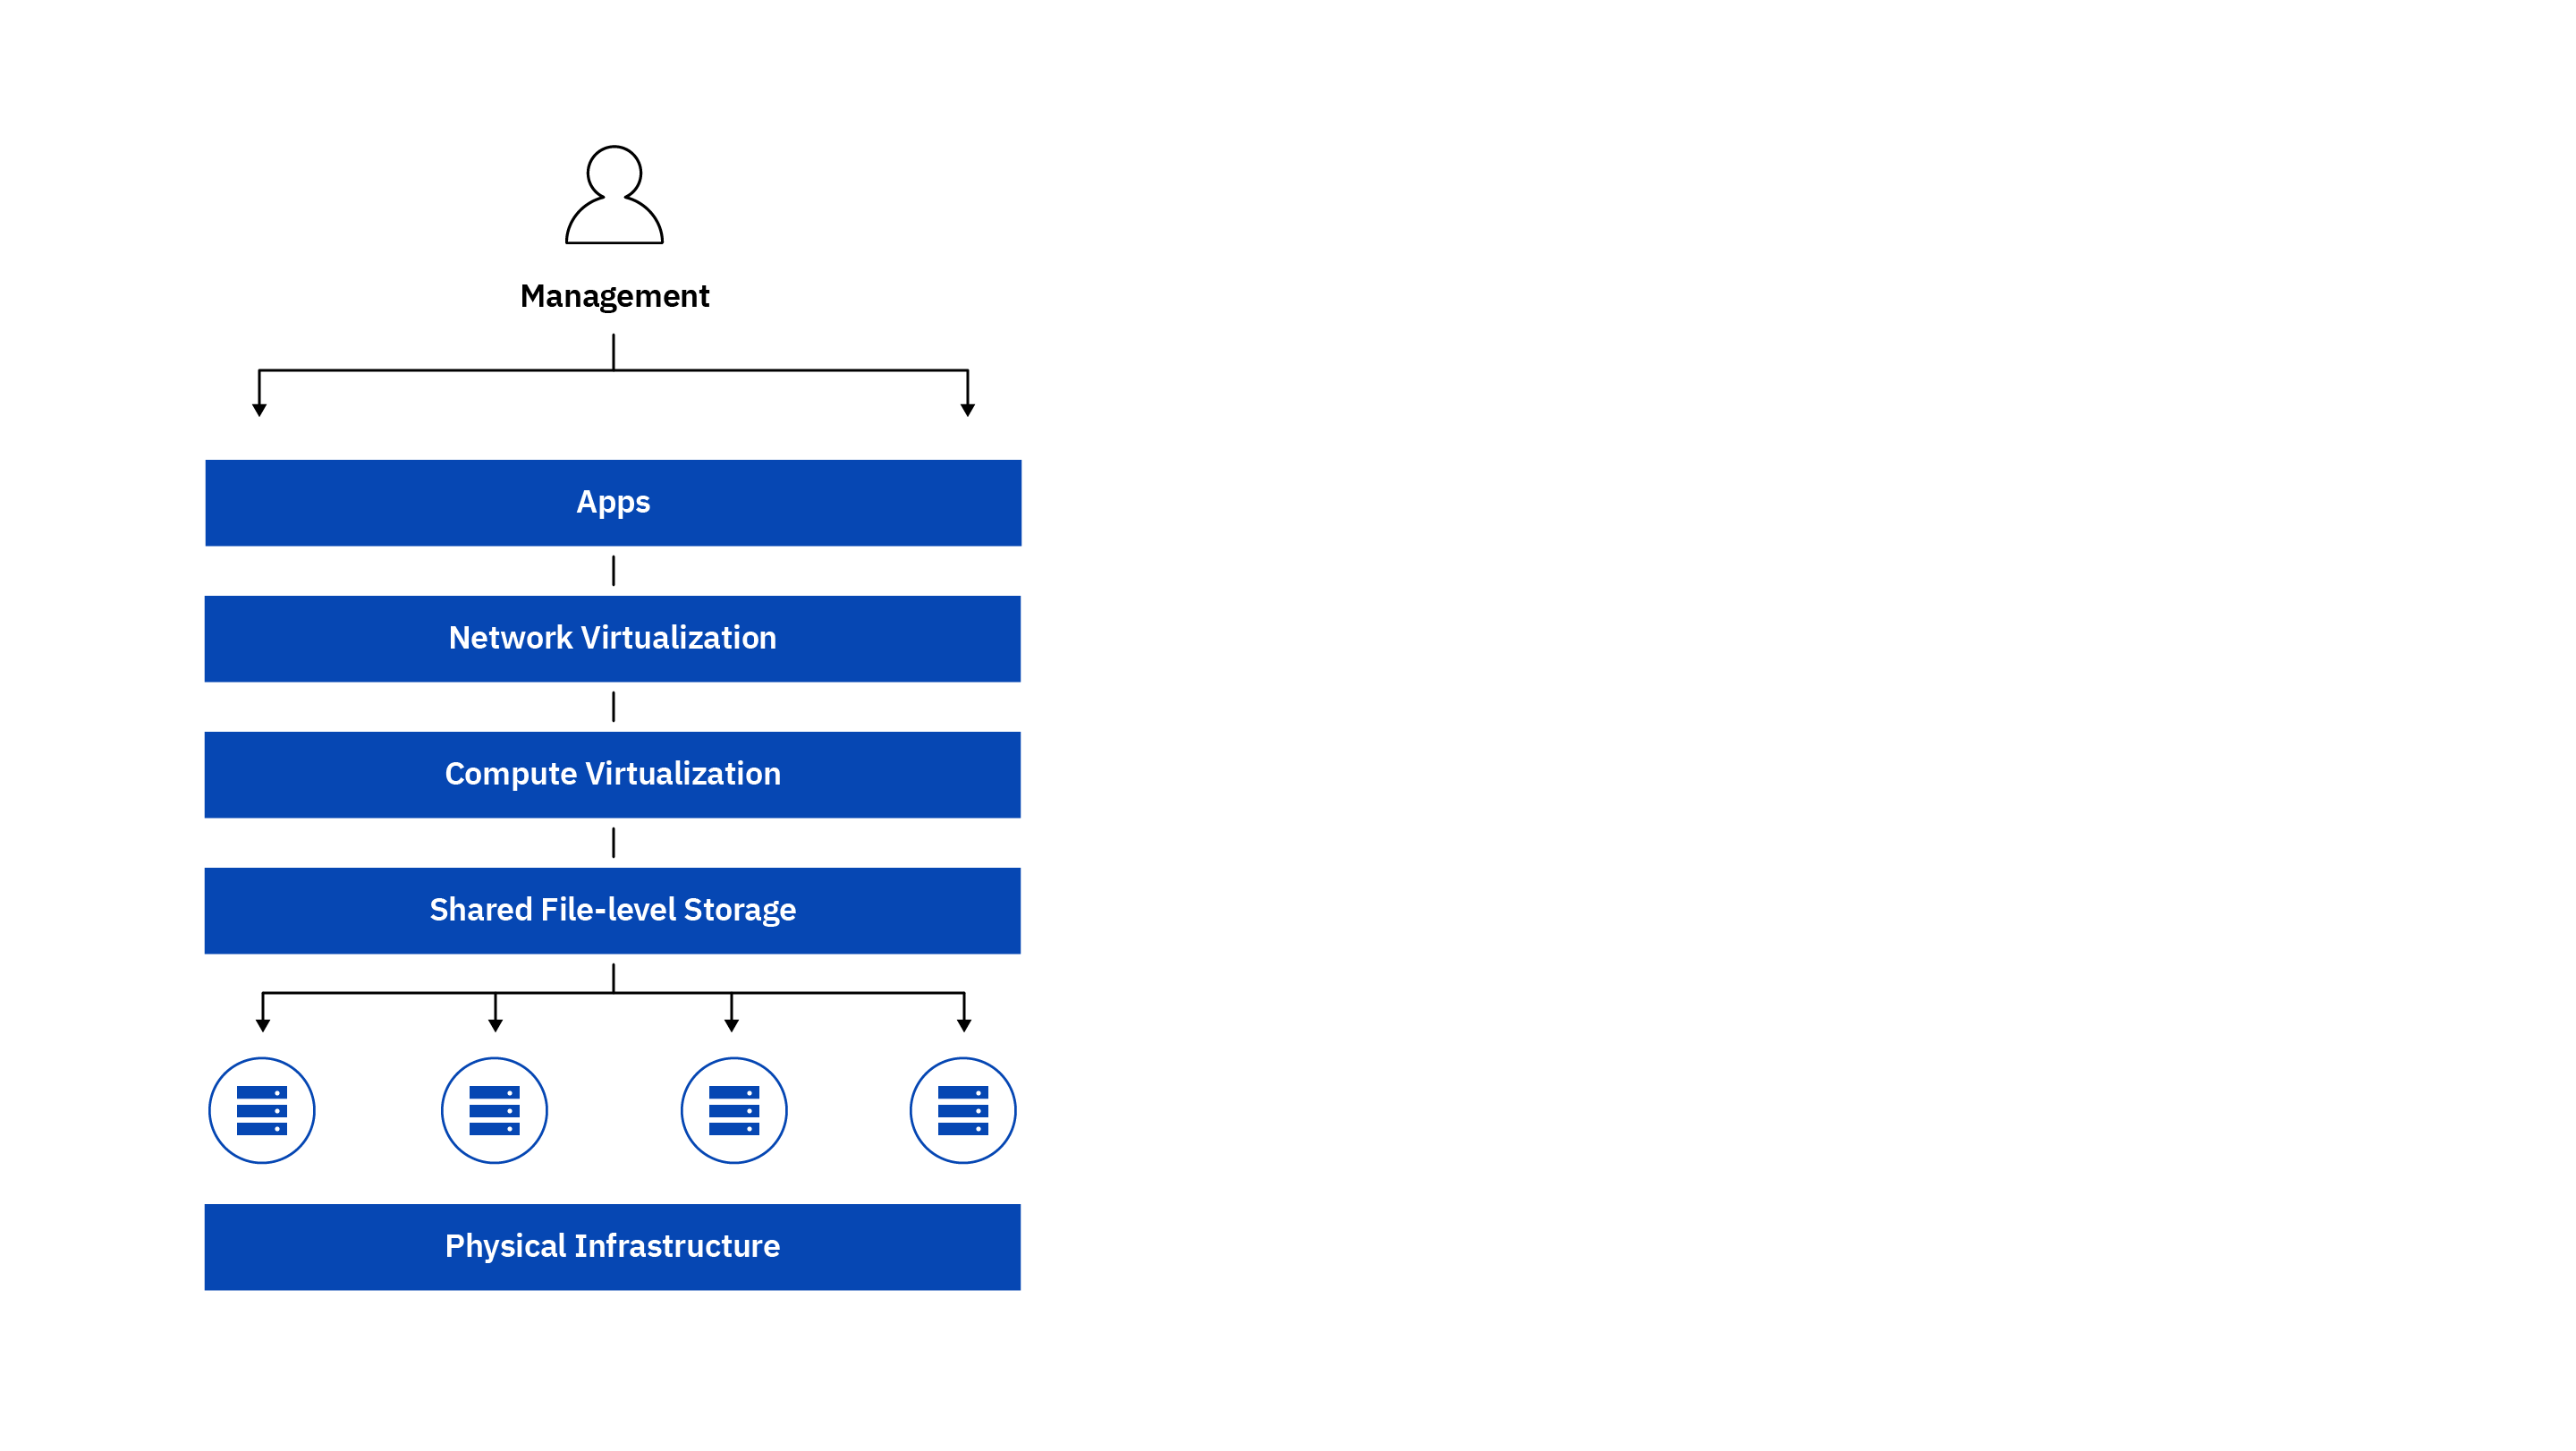 Management
Apps
Network Virtualization
Compute Virtualization
Shared File-level Storage
Physical Infrastructure